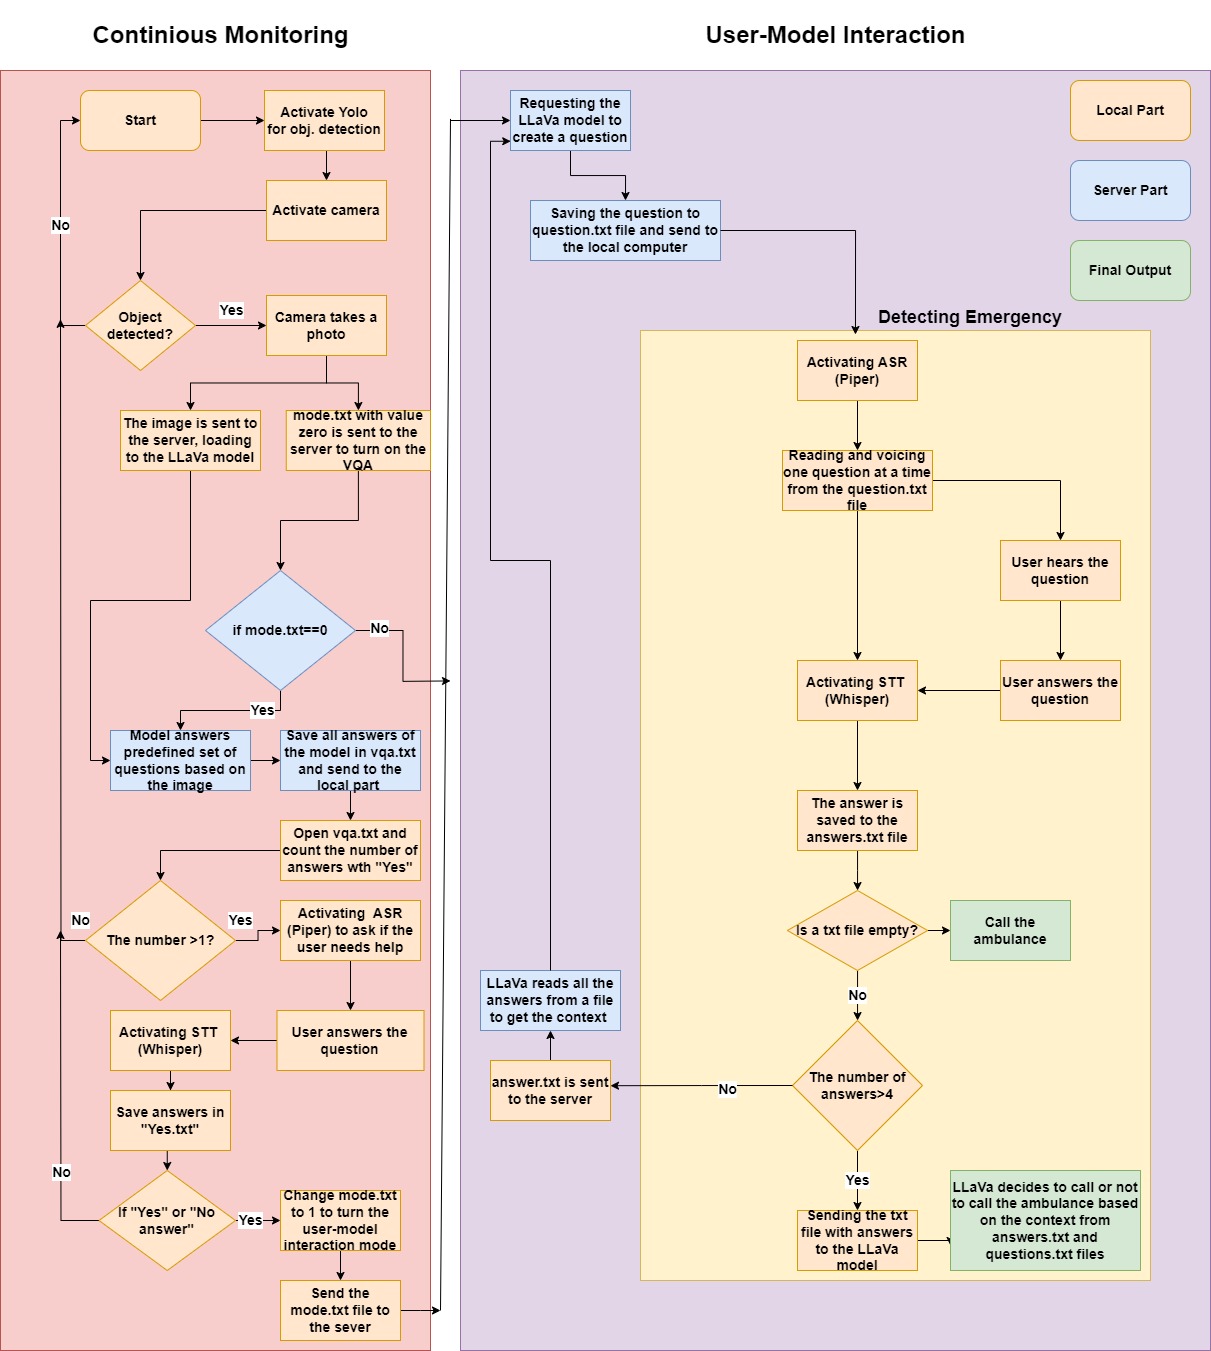 Continious Monitoring
User-Model Interaction
Start
Activate Yolo
for obj. detection
Activate camera
No
Object
detected?
Yes
Camera takes a
photo
The image is sent to
the server, loading
to the LLaVa model
mode.txt with value
zero is sent to the
server to turn on the
VQA
if mode.txt==0
No
Yes
Model answers
predefined set of
questions based on
the image
Save all answers of
the model in vqa.txt
and send to the
local part
Open vqa.txt and
count the number of
answers wth "Yes"
No
The number >1?
Yes
Activating  ASR
(Piper) to ask if the
user needs help
User answers the
question
Activating STT
(Whisper)
Save answers in
"Yes.txt"
No
If "Yes" or "No
answer"
Yes
Change mode.txt
to 1 to turn the
user-model
interaction mode
Send the
mode.txt file to
the sever
Requesting the
LLaVa model to
create a question
Saving the question to
question.txt file and send to
the local computer
Local Part
Server Part
Final Output
Detecting Emergency
Activating ASR
(Piper)
Reading and voicing
one question at a time
from the question.txt
file
User hears the
question
User answers the
question
Activating STT
(Whisper)
The answer is
saved to the
answers.txt file
Is a txt file empty?
Call the
ambulance
No
The number of
answers>4
No
answer.txt is sent
to the server
LLaVa reads all the
answers from a file
to get the context
Yes
Sending the txt
file with answers
to the LLaVa
model
LLaVa decides to call or not
to call the ambulance based
on the context from
answers.txt and
questions.txt files